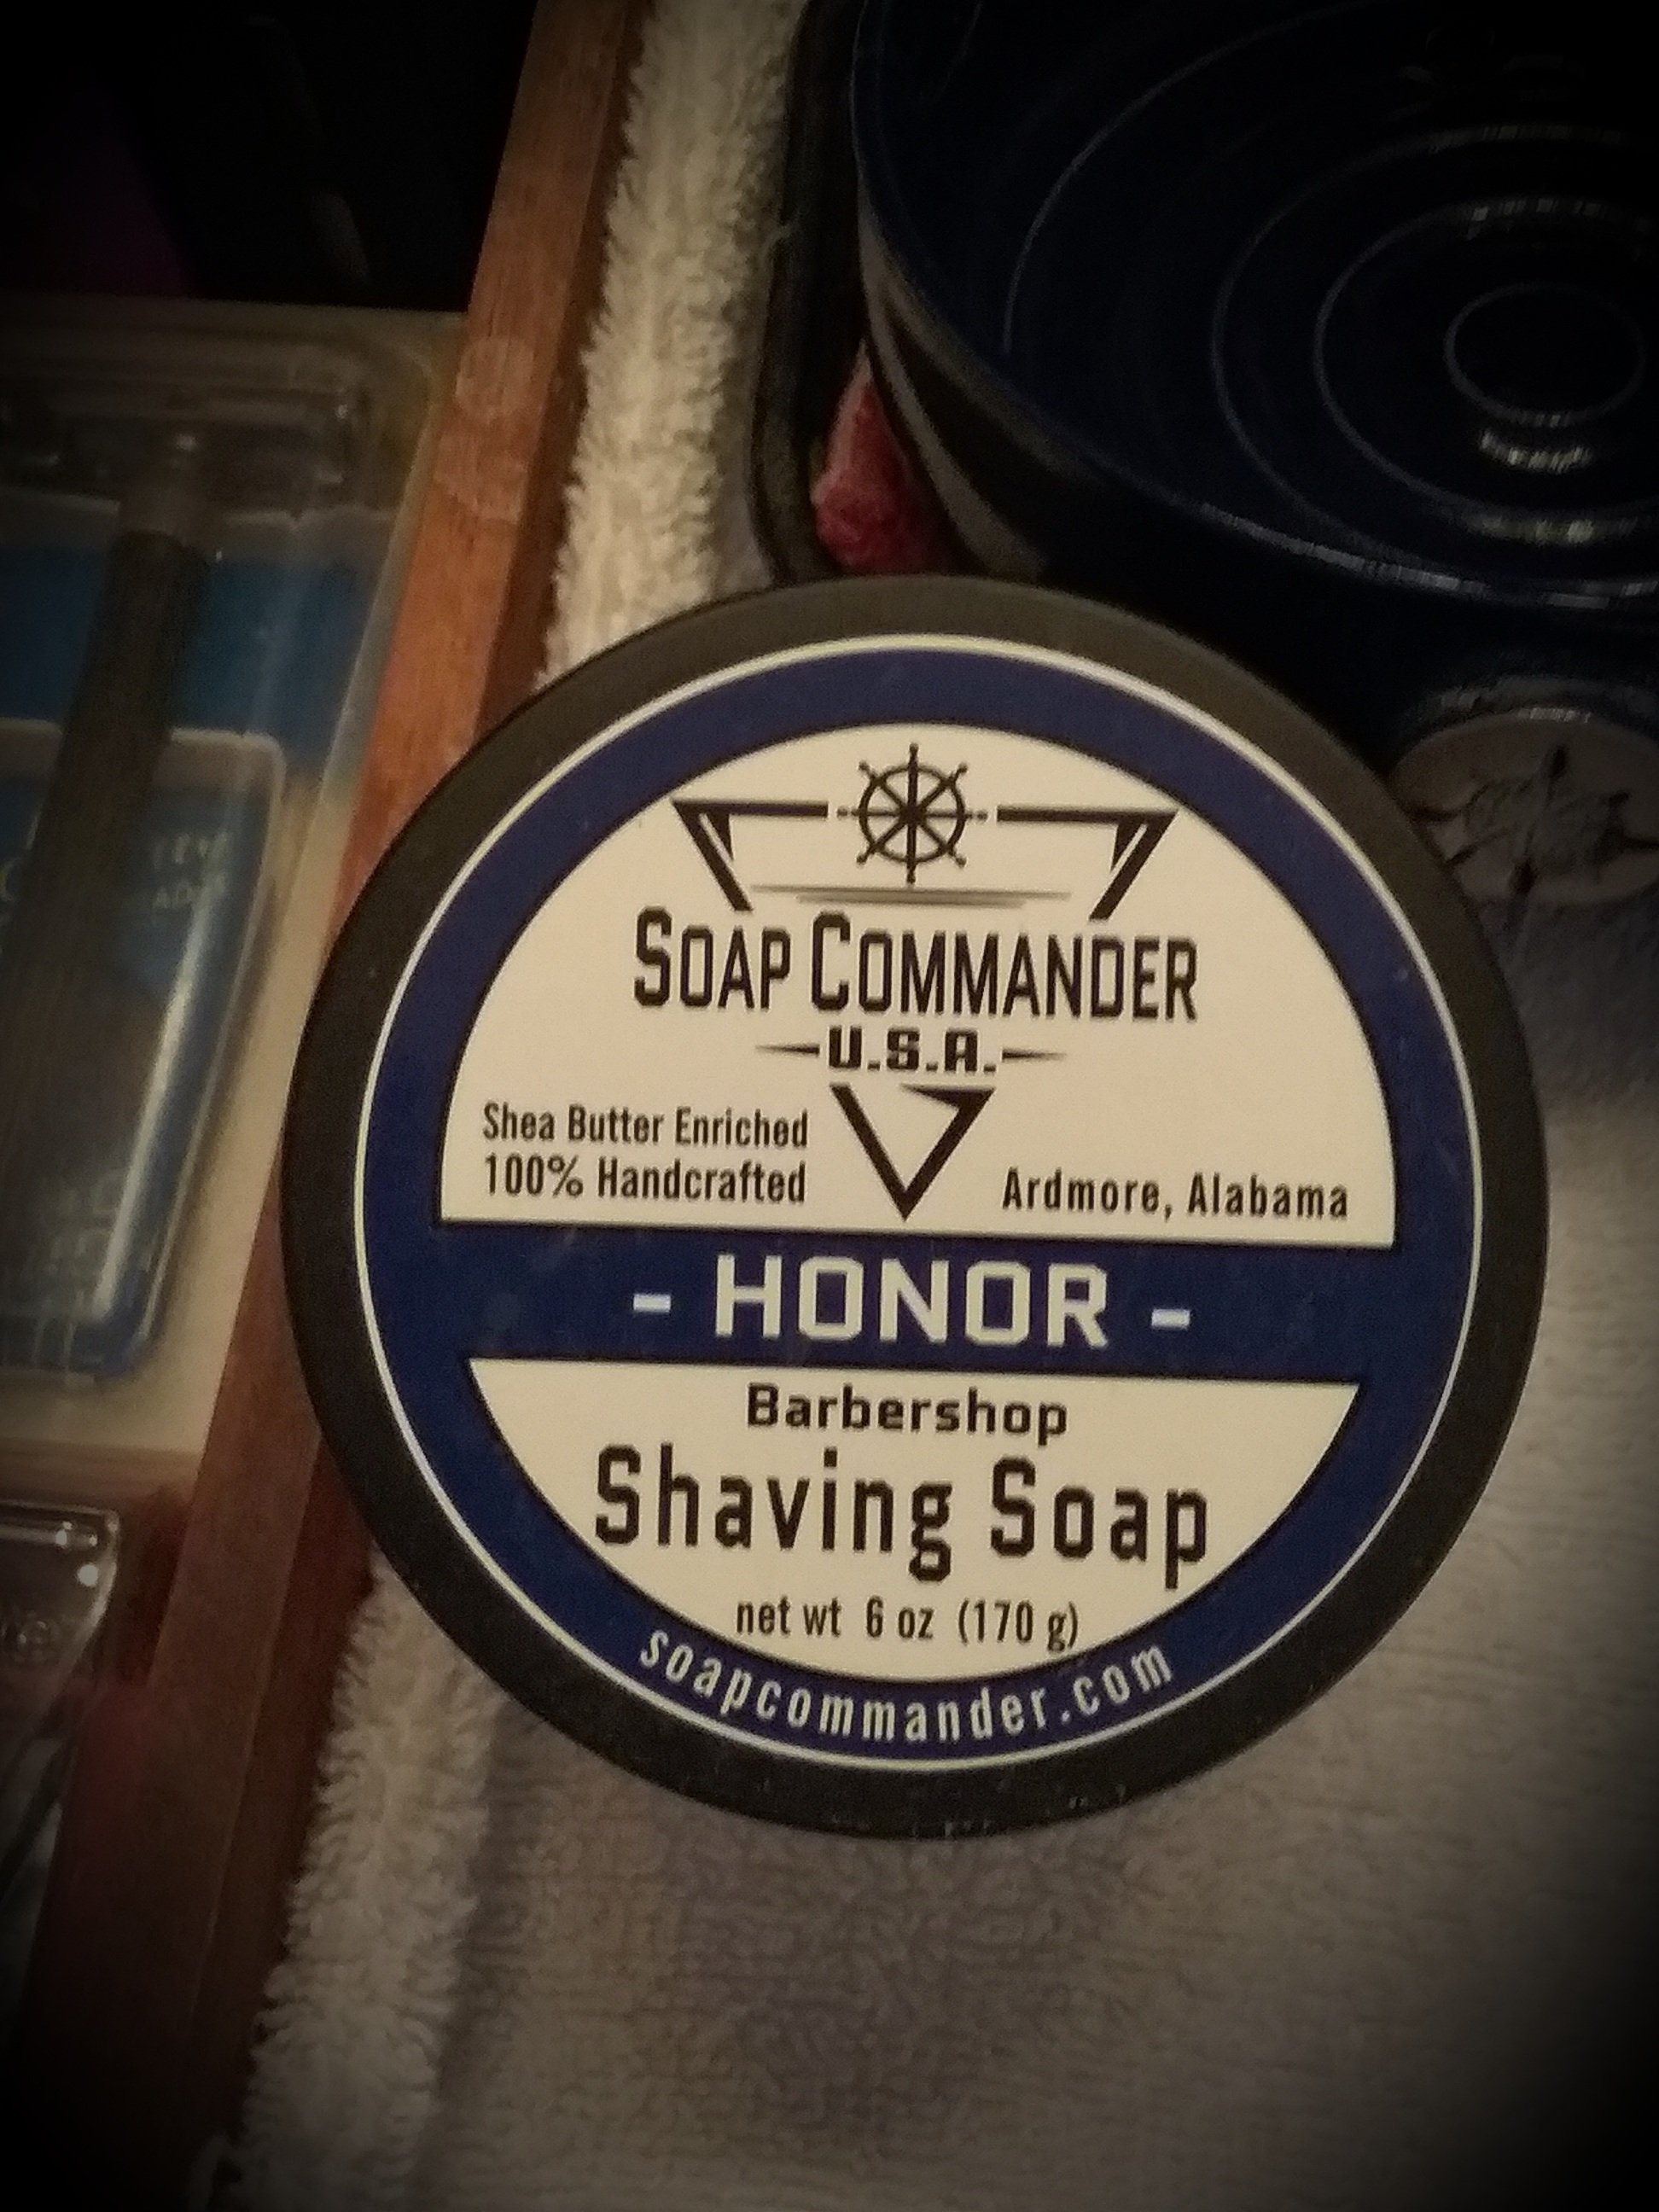 SOAP COMMANDER
U.S.A.
Shea Butter Enriched
100% Handcrafted
Ardmore, Alabama
- HONOR -
Barbershop
Shaving Soap
net wt 6 oz (170 g)
soapcommander.com